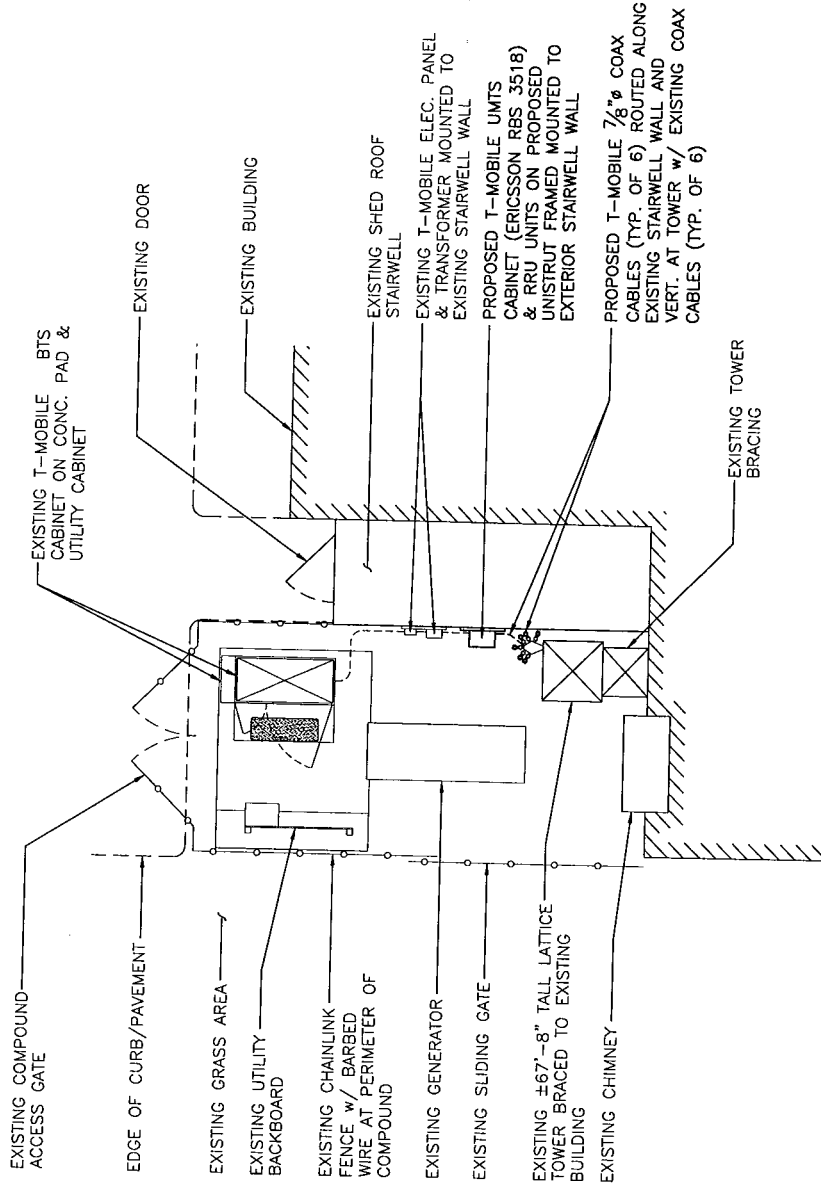 EXISTING COMPOUND
ACCESS GATE
EDGE OF CURB/PAVEMENT
EXISTING GRASS AREA
EXISTING UTILITY
BACKBOARD
EXISTING CHAINLINK
FENCE w/ BARBED
WIRE AT PERIMETER OF
COMPOUND
EXISTING GENERATOR
EXISTING SLIDING GATE
EXISTING ±67'-8" TALL LATTICE
TOWER BRACED TO EXISTING
BUILDING
EXISTING CHIMNEY
EXISTING T-MOBILE BTS
CABINET ON CONC. PAD &
UTILITY CABINET
EXISTING DOOR
EXISTING BUILDING
EXISTING SHED ROOF
STAIRWELL
EXISTING T-MOBILE ELEC. PANEL
& TRANSFORMER MOUNTED TO
EXISTING STAIRWELL WALL
PROPOSED T-MOBILE UMTS
CABINET (ERICSSON RBS 3518)
& RRU UNITS ON PROPOSED
UNISTRUT FRAMED MOUNTED TO
EXTERIOR STAIRWELL WALL
PROPOSED T-MOBILE 7/8"ø COAX
CABLES (TYP. OF 6) ROUTED ALONG
EXISTING STAIRWELL WALL AND
VERT. AT TOWER w/ EXISTING COAX
CABLES (TYP. OF 6)
EXISTING TOWER
BRACING